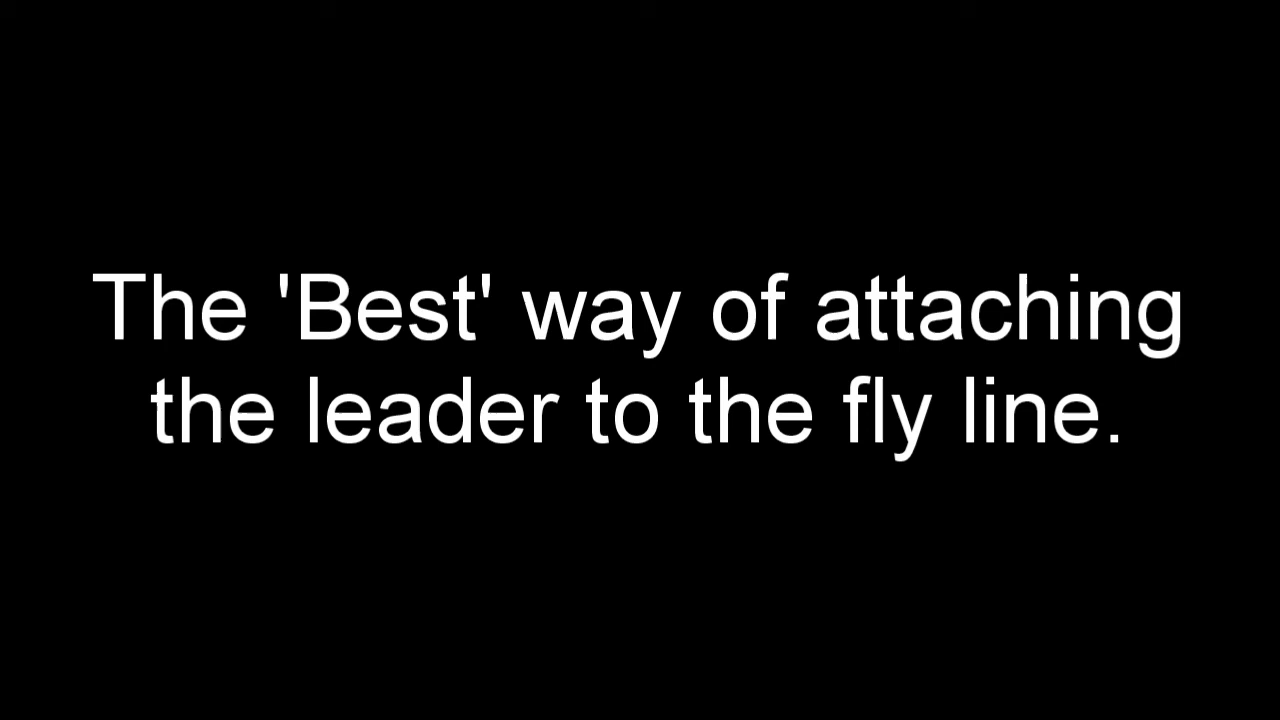 The 'Best' way of attaching
the leader to the fly line.